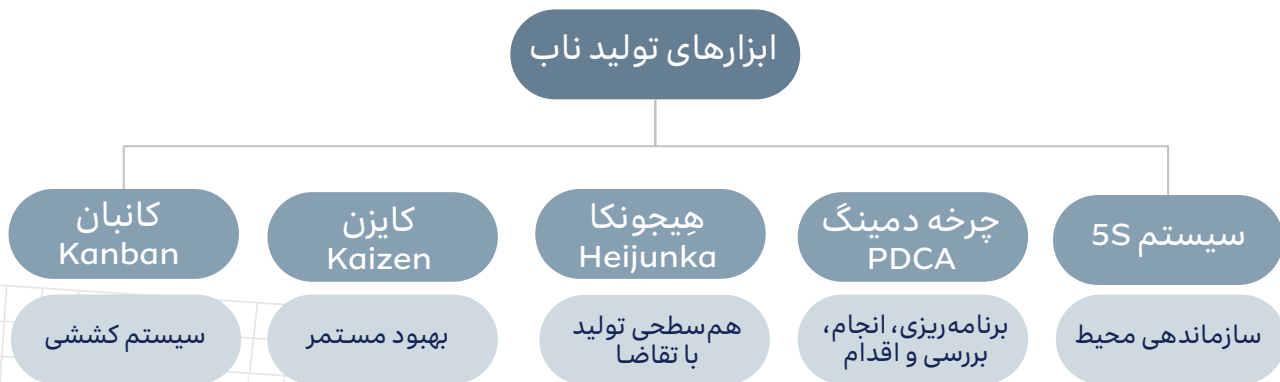 ابزارهای تولید ناب
سیستم 5S
سازماندهی محیط
چرخه دمینگ
PDCA
برنامه‌ریزی، انجام،
بررسی و اقدام
هِیجونکا
Heijunka
هم‌سطحی تولید
با تقاضا
کایزن
Kaizen
بهبود مستمر
کانبان
Kanban
سیستم کششی